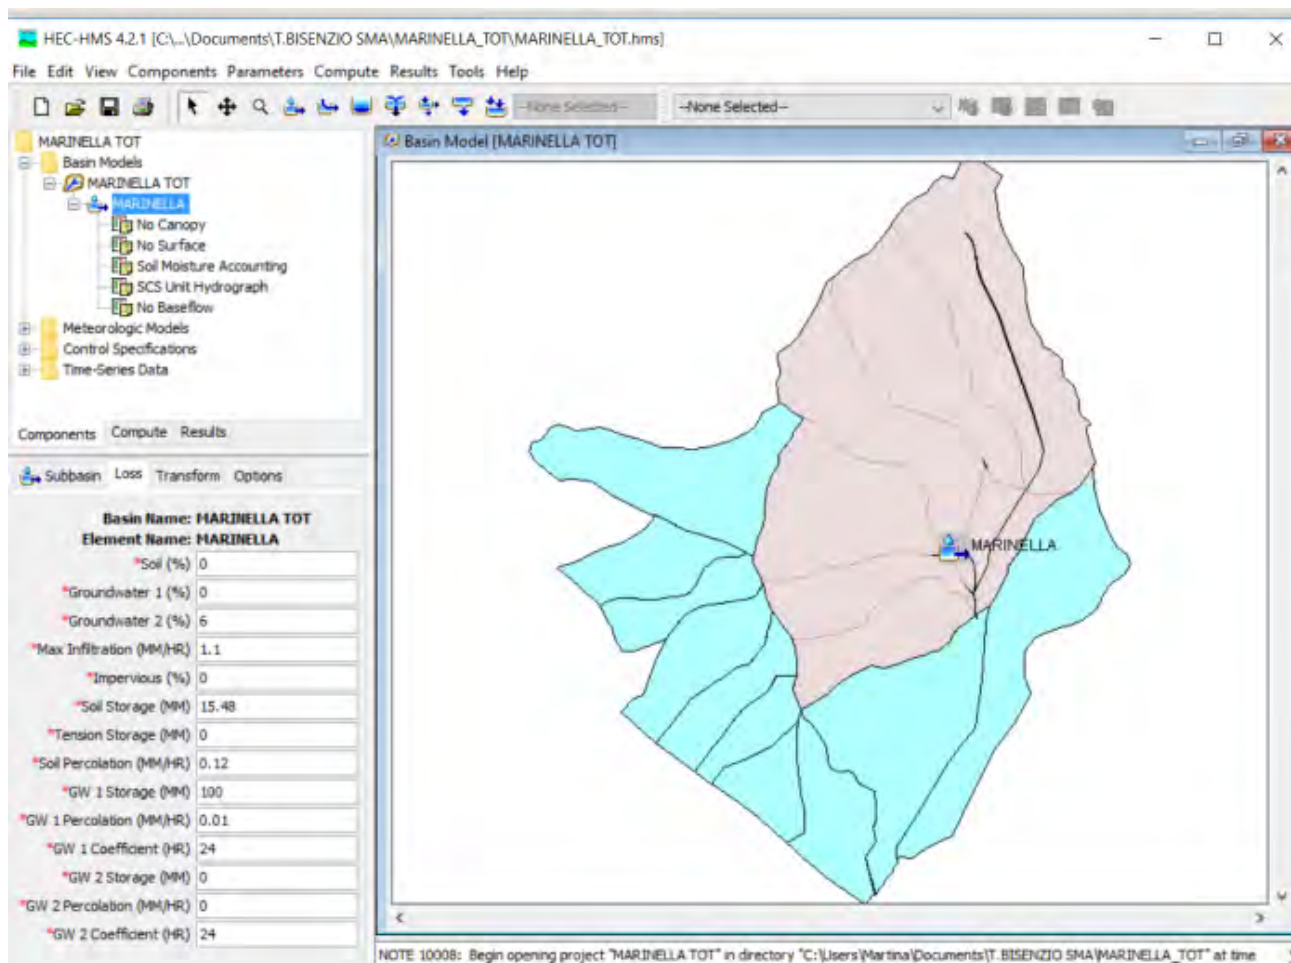 HEC-HMS 4.2.1 [C:\...\Documents\T.BISENZIO SMA\MARINELLA_TOT\MARINELLA_TOT.hms]
File Edit View Components Parameters Compute Results Tools Help
--None Selected-- --None Selected--
MARINELLA TOT
Basin Models
MARINELLA TOT
MARINELLA
No Canopy
No Surface
Soil Moisture Accounting
SCS Unit Hydrograph
No Baseflow
Meteorologic Models
Control Specifications
Time-Series Data
Components Compute Results
Subbasin Loss Transform Options
Basin Name: MARINELLA TOT
Element Name: MARINELLA
*Soil (%) 0
*Groundwater 1 (%) 0
*Groundwater 2 (%) 6
*Max Infiltration (MM/HR) 1.1
*Impervious (%) 0
*Soil Storage (MM) 15.48
*Tension Storage (MM) 0
*Soil Percolation (MM/HR) 0.12
*GW 1 Storage (MM) 100
*GW 1 Percolation (MM/HR) 0.01
*GW 1 Coefficient (HR) 24
*GW 2 Storage (MM) 0
*GW 2 Percolation (MM/HR) 0
*GW 2 Coefficient (HR) 24
Basin Model [MARINELLA TOT]
MARINELLA
NOTE 10008: Begin opening project "MARINELLA TOT" in directory "C:\Users\Martina\Documents\T.BISENZIO SMA\MARINELLA_TOT" at time